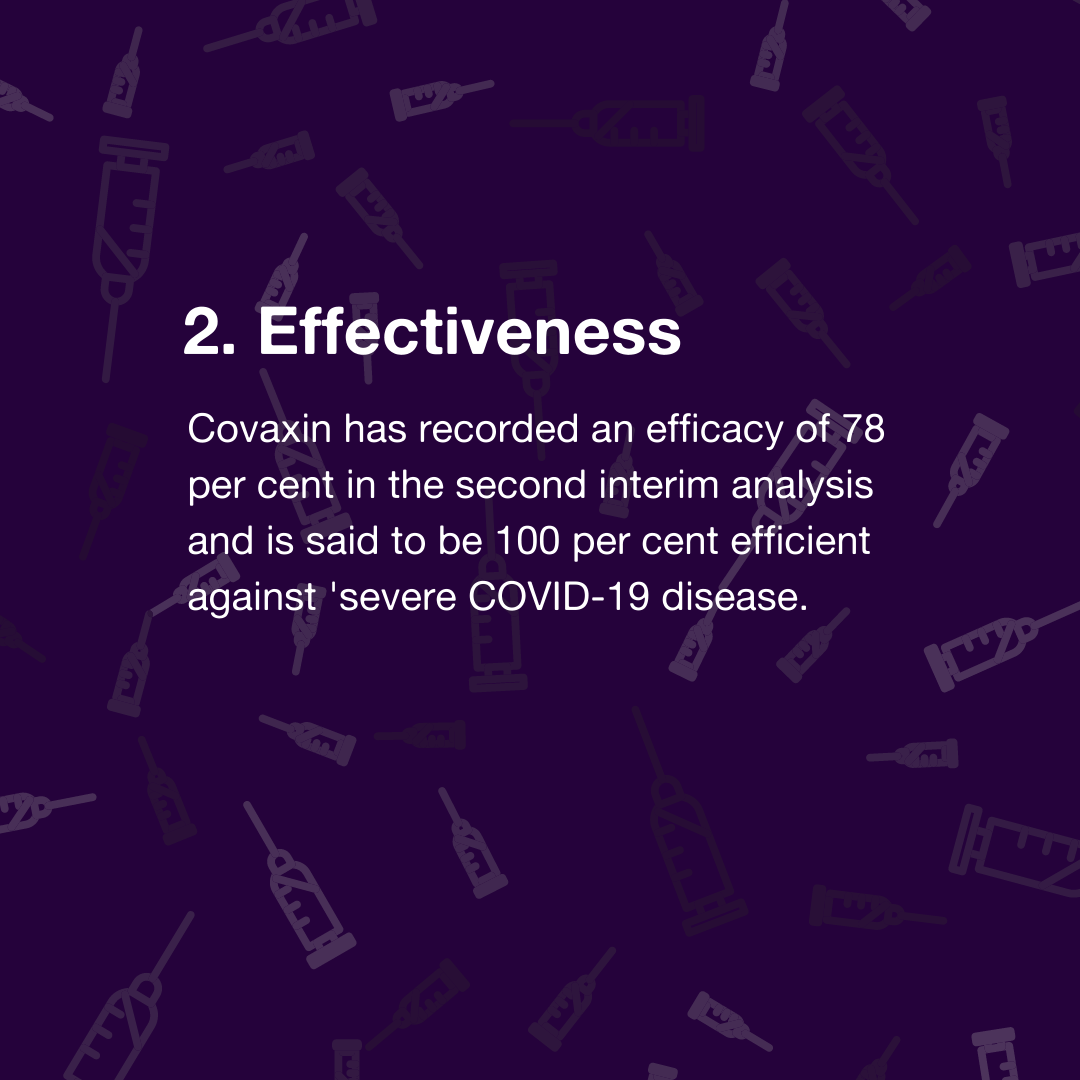 2. Effectiveness
Covaxin has recorded an efficacy of 78
per cent in the second interim analysis
and is said to be 100 per cent efficient
against 'severe COVID-19 disease.